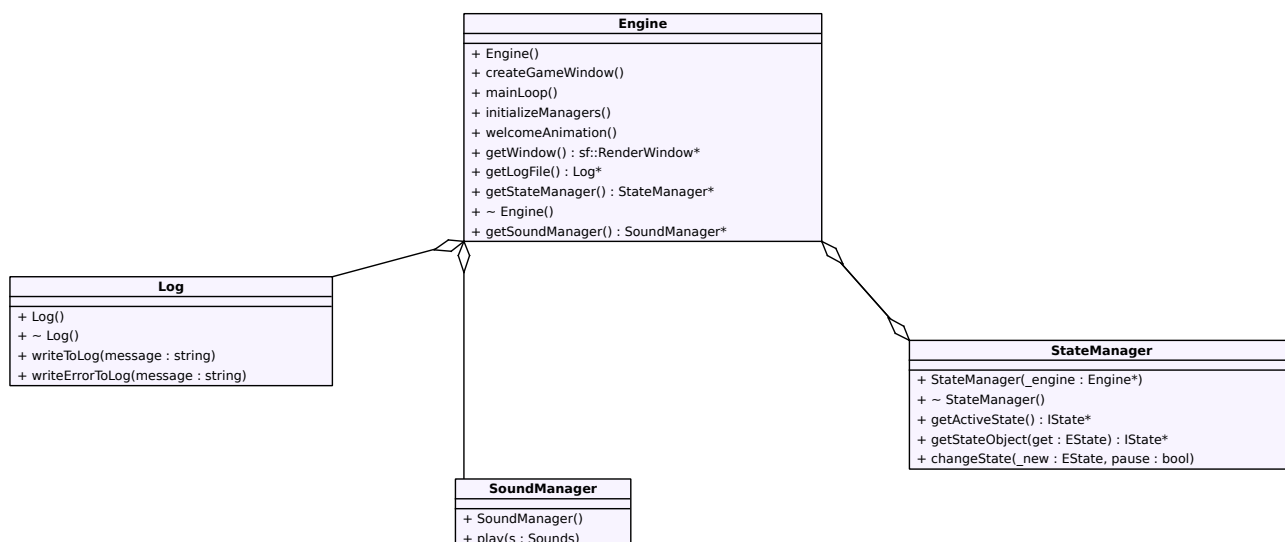 Engine
+ Engine()
+ createGameWindow()
+ mainLoop()
+ initializeManagers()
+ welcomeAnimation()
+ getWindow() : sf::RenderWindow*
+ getLogFile() : Log*
+ getStateManager() : StateManager*
+ ~ Engine()
+ getSoundManager() : SoundManager*
Log
+ Log()
+ ~ Log()
+ writeToLog(message : string)
+ writeErrorToLog(message : string)
StateManager
+ StateManager(_engine : Engine*)
+ ~ StateManager()
+ getActiveState() : IState*
+ getStateObject(get : EState) : IState*
+ changeState(_new : EState, pause : bool)
SoundManager
+ SoundManager()
+ play(s : Sounds)